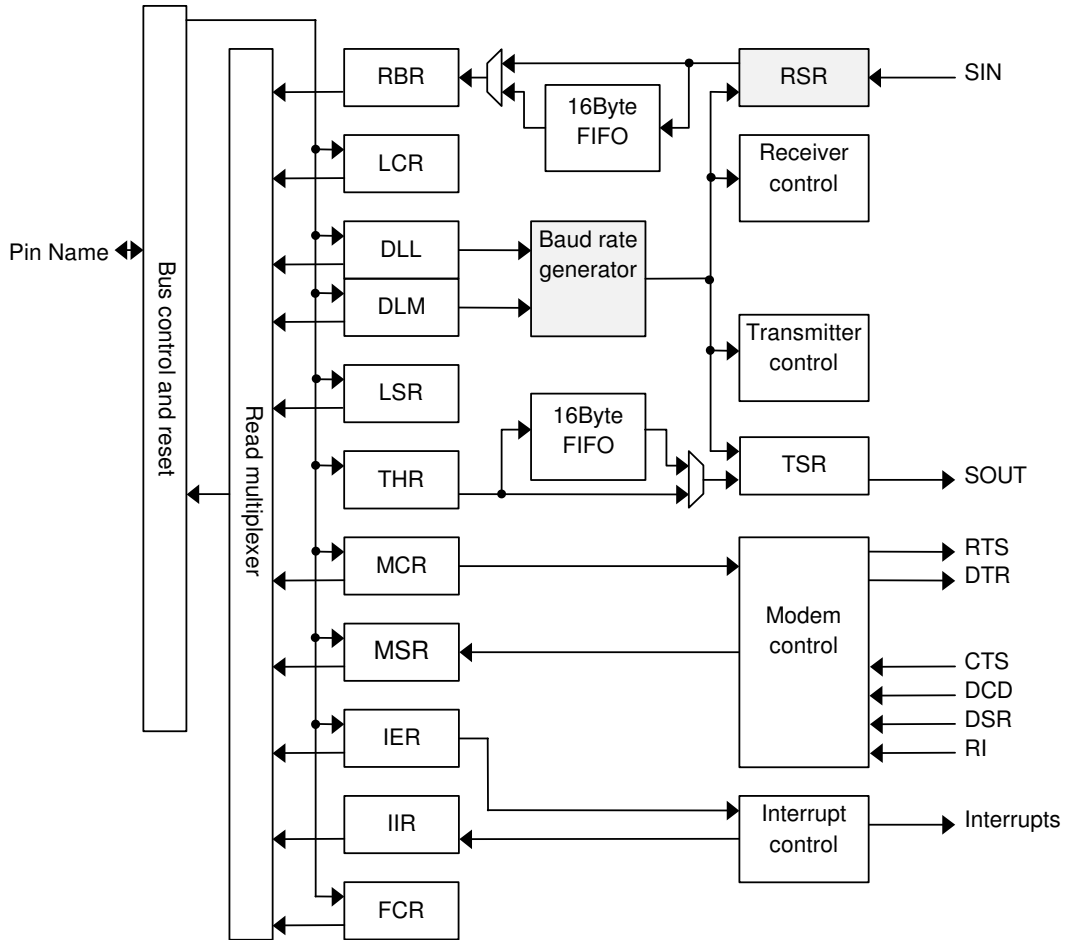 RBR
RSR
SIN
16Byte
FIFO
LCR
Receiver
control
Pin Name
Bus control and reset
Read multiplexer
DLL
Baud rate
generator
DLM
Transmitter
control
LSR
16Byte
FIFO
THR
TSR
SOUT
MCR
RTS
DTR
Modem
control
MSR
CTS
DCD
DSR
RI
IER
IIR
Interrupt
control
Interrupts
FCR